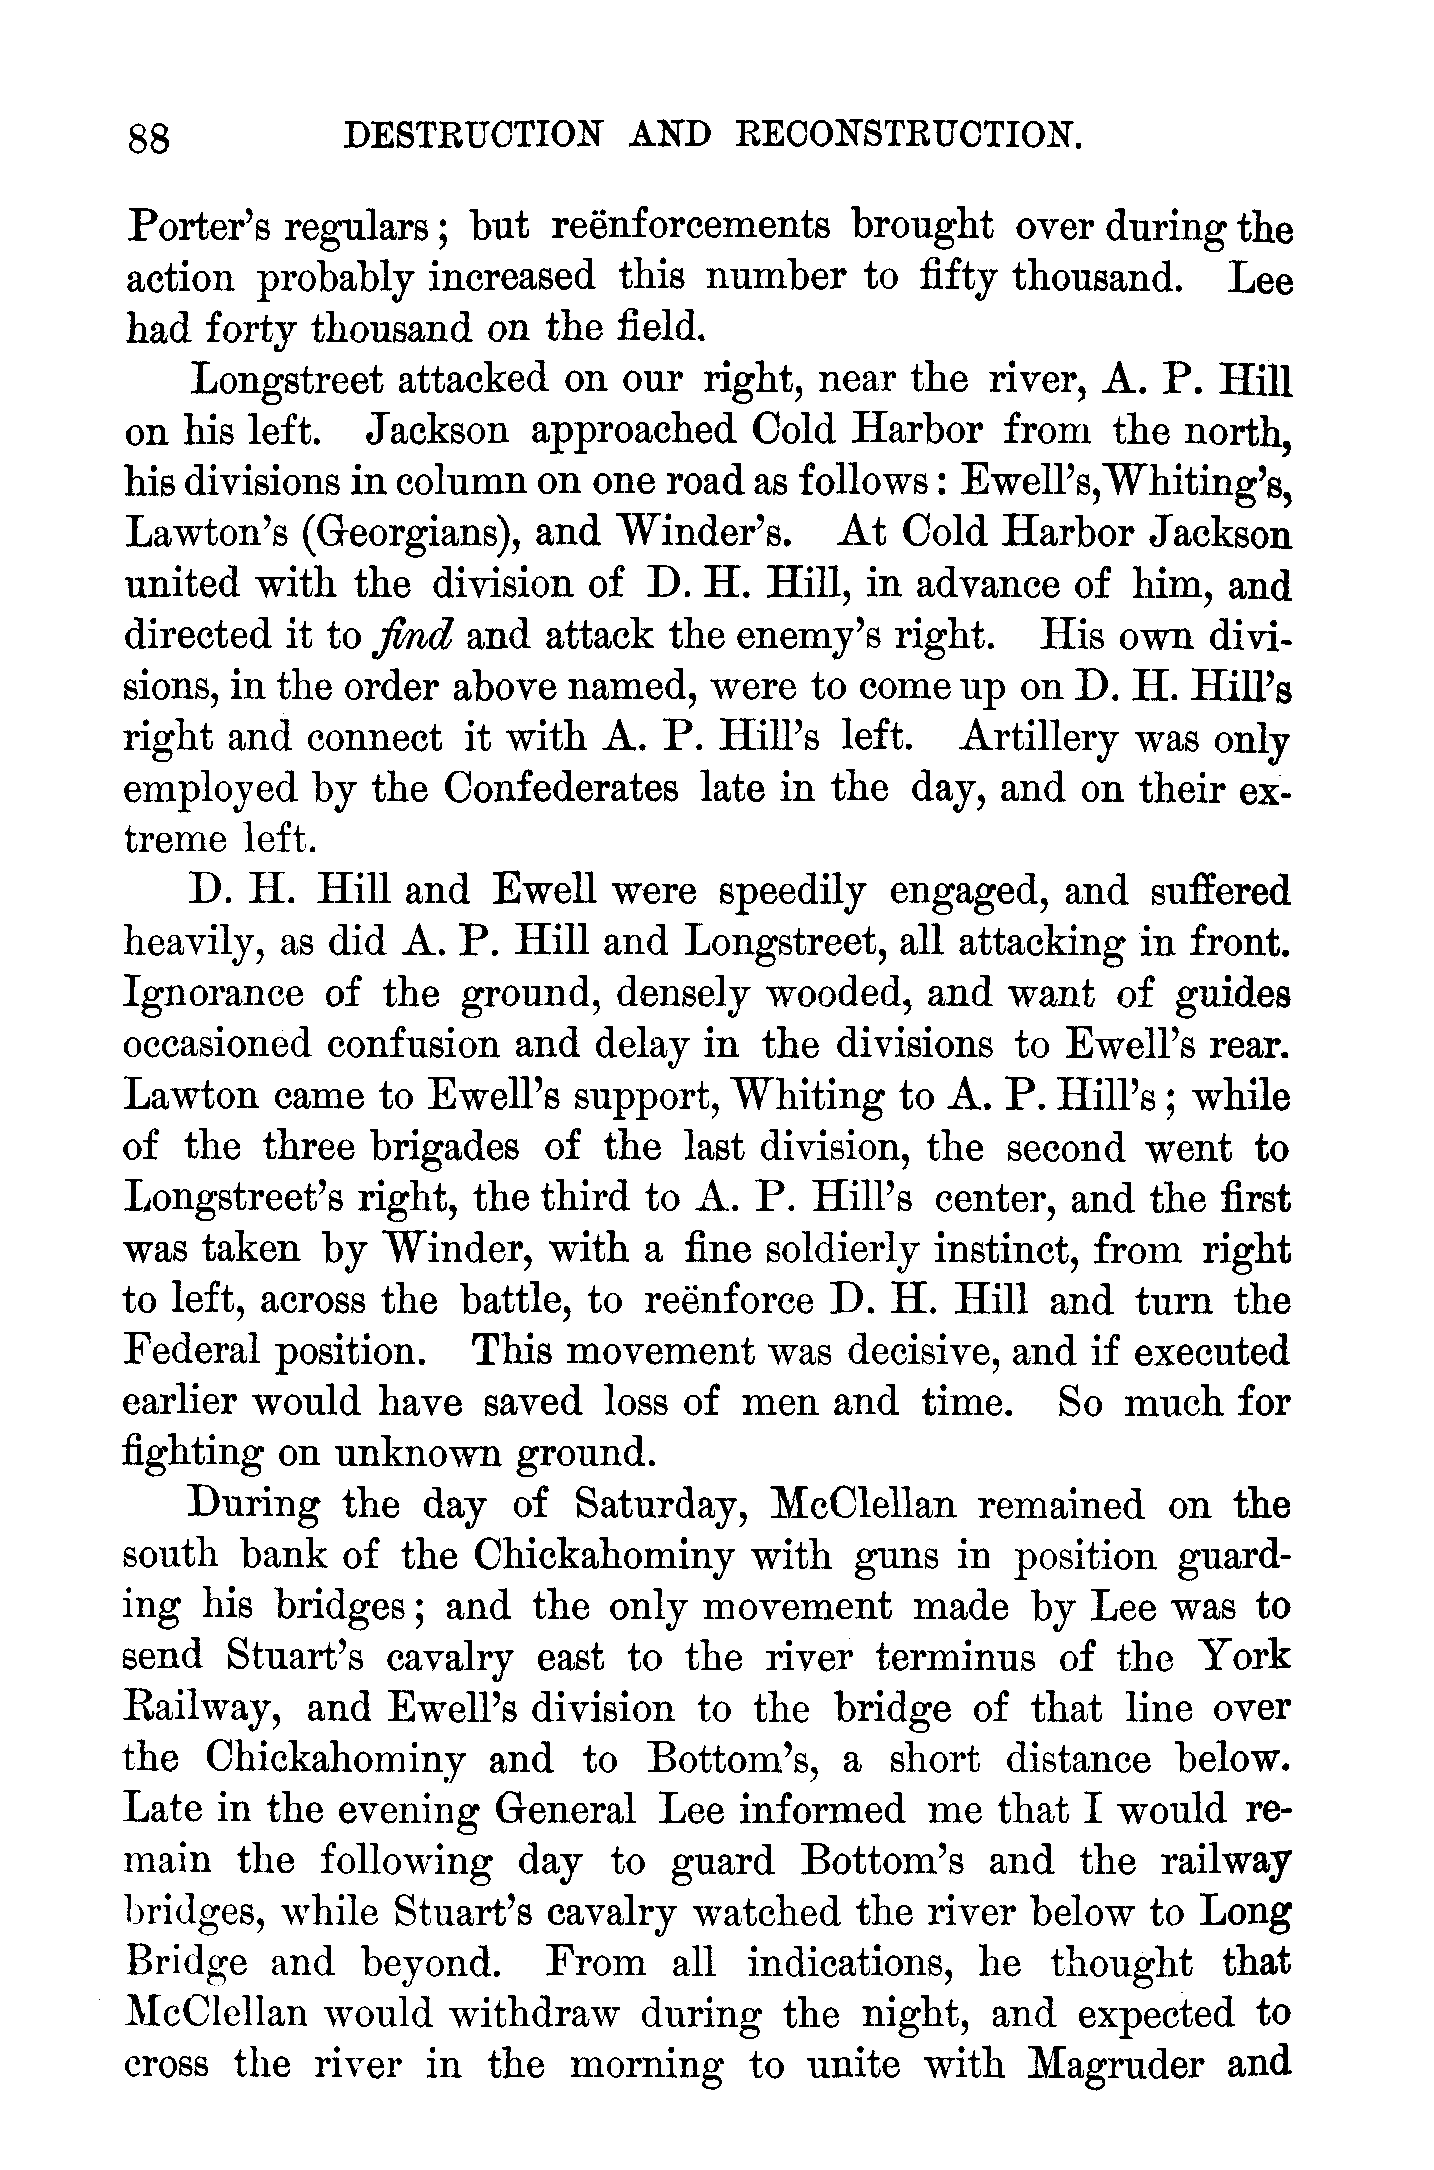 88 DESTRUCTION AND RECONSTRUCTION.
Porter's regulars; but reënforcements brought over during the
action probably increased this number to fifty thousand. Lee
had forty thousand on the field.
Longstreet attacked on our right, near the river, A. P. Hill
on his left. Jackson approached Cold Harbor from the north,
his divisions in column on one road as follows: Ewell's, Whiting's,
Lawton's (Georgians), and Winder's. At Cold Harbor Jackson
united with the division of D. H. Hill, in advance of him, and
directed it to find and attack the enemy's right. His own divi-
sions, in the order above named, were to come up on D. H. Hill's
right and connect it with A. P. Hill's left. Artillery was only
employed by the Confederates late in the day, and on their ex-
treme left.
D. H. Hill and Ewell were speedily engaged, and suffered
heavily, as did A. P. Hill and Longstreet, all attacking in front.
Ignorance of the ground, densely wooded, and want of guides
occasioned confusion and delay in the divisions to Ewell's rear.
Lawton came to Ewell's support, Whiting to A. P. Hill's; while
of the three brigades of the last division, the second went to
Longstreet's right, the third to A. P. Hill's center, and the first
was taken by Winder, with a fine soldierly instinct, from right
to left, across the battle, to reënforce D. H. Hill and turn the
Federal position. This movement was decisive, and if executed
earlier would have saved loss of men and time. So much for
fighting on unknown ground.
During the day of Saturday, McClellan remained on the
south bank of the Chickahominy with guns in position guard-
ing his bridges; and the only movement made by Lee was to
send Stuart's cavalry east to the river terminus of the York
Railway, and Ewell's division to the bridge of that line over
the Chickahominy and to Bottom's, a short distance below.
Late in the evening General Lee informed me that I would re-
main the following day to guard Bottom's and the railway
bridges, while Stuart's cavalry watched the river below to Long
Bridge and beyond. From all indications, he thought that
McClellan would withdraw during the night, and expected to
cross the river in the morning to unite with Magruder and